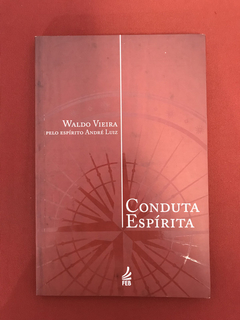 WALDO VIEIRA
PELO ESPÍRITO ANDRÉ LUIZ
CONDUTA
ESPÍRITA
FEB